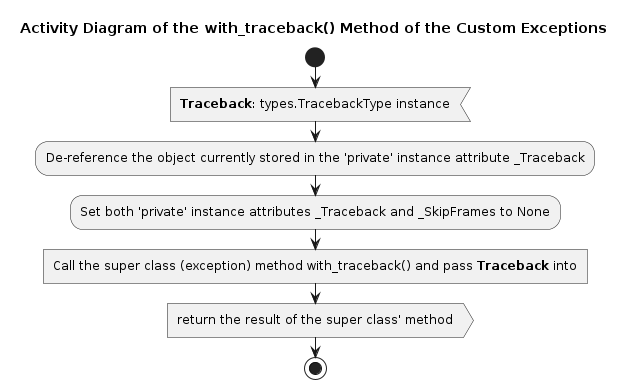 Activity Diagram of the with_traceback() Method of the Custom Exceptions
Traceback: types.TracebackType instance
De-reference the object currently stored in the 'private' instance attribute _Traceback
Set both 'private' instance attributes _Traceback and _SkipFrames to None
Call the super class (exception) method with_traceback() and pass Traceback into
return the result of the super class' method